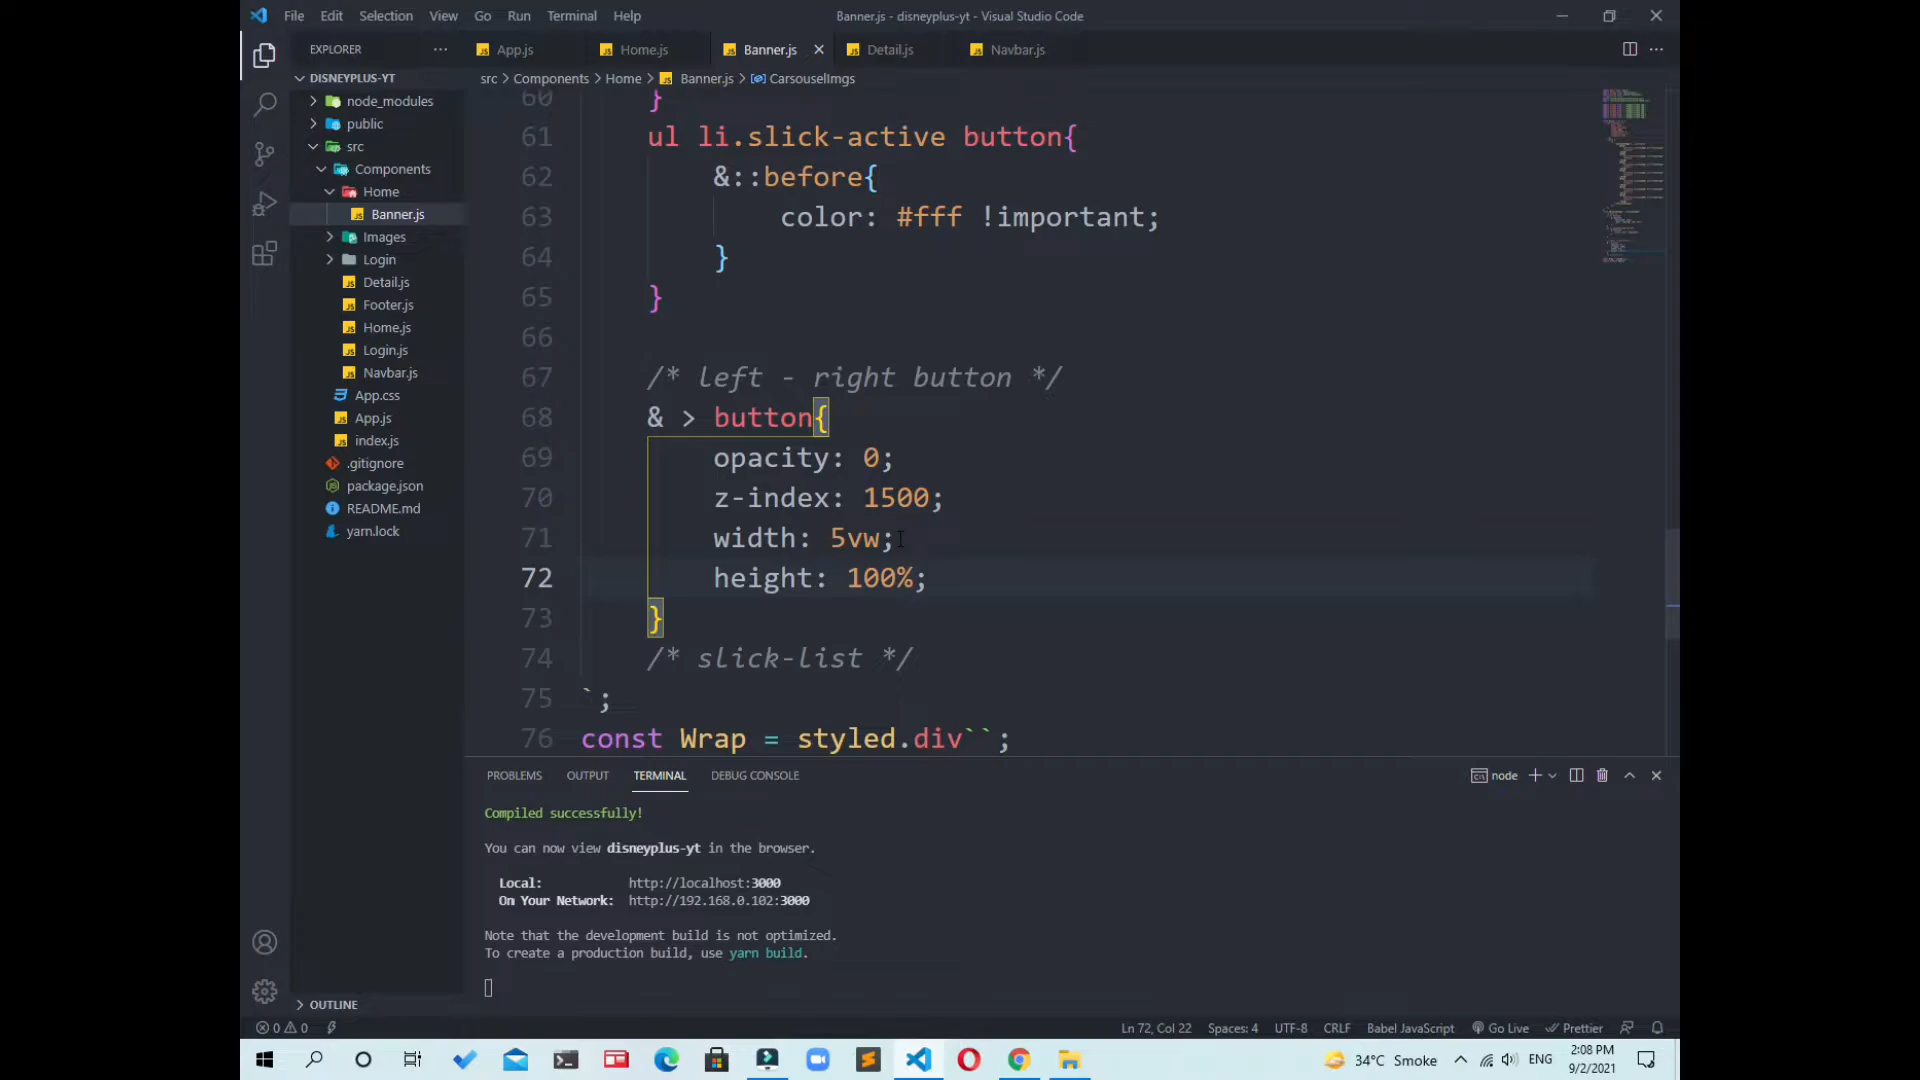 File Edit Selection View Go Run Terminal Help
Banner.js - disneyplus-yt - Visual Studio Code
EXPLORER
App.js Home.js Banner.js Detail.js Navbar.js
src > Components > Home > Banner.js > CarsouselImgs
DISNEYPLUS-YT
node_modules
public
src
Components
Home
Banner.js
Images
Login
Detail.js
Footer.js
Home.js
Login.js
Navbar.js
App.css
App.js
index.js
.gitignore
package.json
README.md
yarn.lock
OUTLINE
60 }
61 ul li.slick-active button{
62 &::before{
63 color: #fff !important;
64 }
65 }
66
67 /* left - right button */
68 & > button{
69 opacity: 0;
70 z-index: 1500;
71 width: 5vw;
72 height: 100%;
73 }
74 /* slick-list */
75 `;
76 const Wrap = styled.div``;
PROBLEMS OUTPUT TERMINAL DEBUG CONSOLE
node
Compiled successfully!
You can now view disneyplus-yt in the browser.
Local: http://localhost:3000
On Your Network: http://192.168.0.102:3000
Note that the development build is not optimized.
To create a production build, use yarn build.
0 0
Ln 72, Col 22 Spaces: 4 UTF-8 CRLF Babel JavaScript Go Live Prettier
34°C Smoke ENG 2:08 PM
9/2/2021